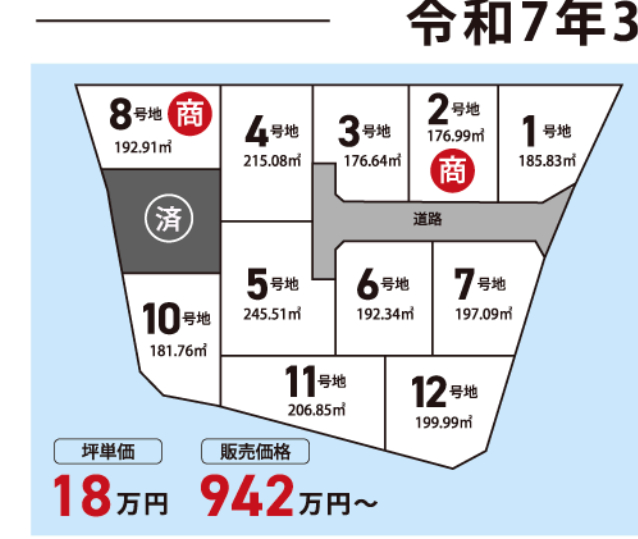 令和7年3
8号地 商
192.91㎡
4号地
215.08㎡
3号地
176.64㎡
2号地
176.99㎡
商
1号地
185.83㎡
済
道路
5号地
245.51㎡
6号地
192.34㎡
7号地
197.09㎡
10号地
181.76㎡
11号地
206.85㎡
12号地
199.99㎡
坪単価
18万円
販売価格
942万円～